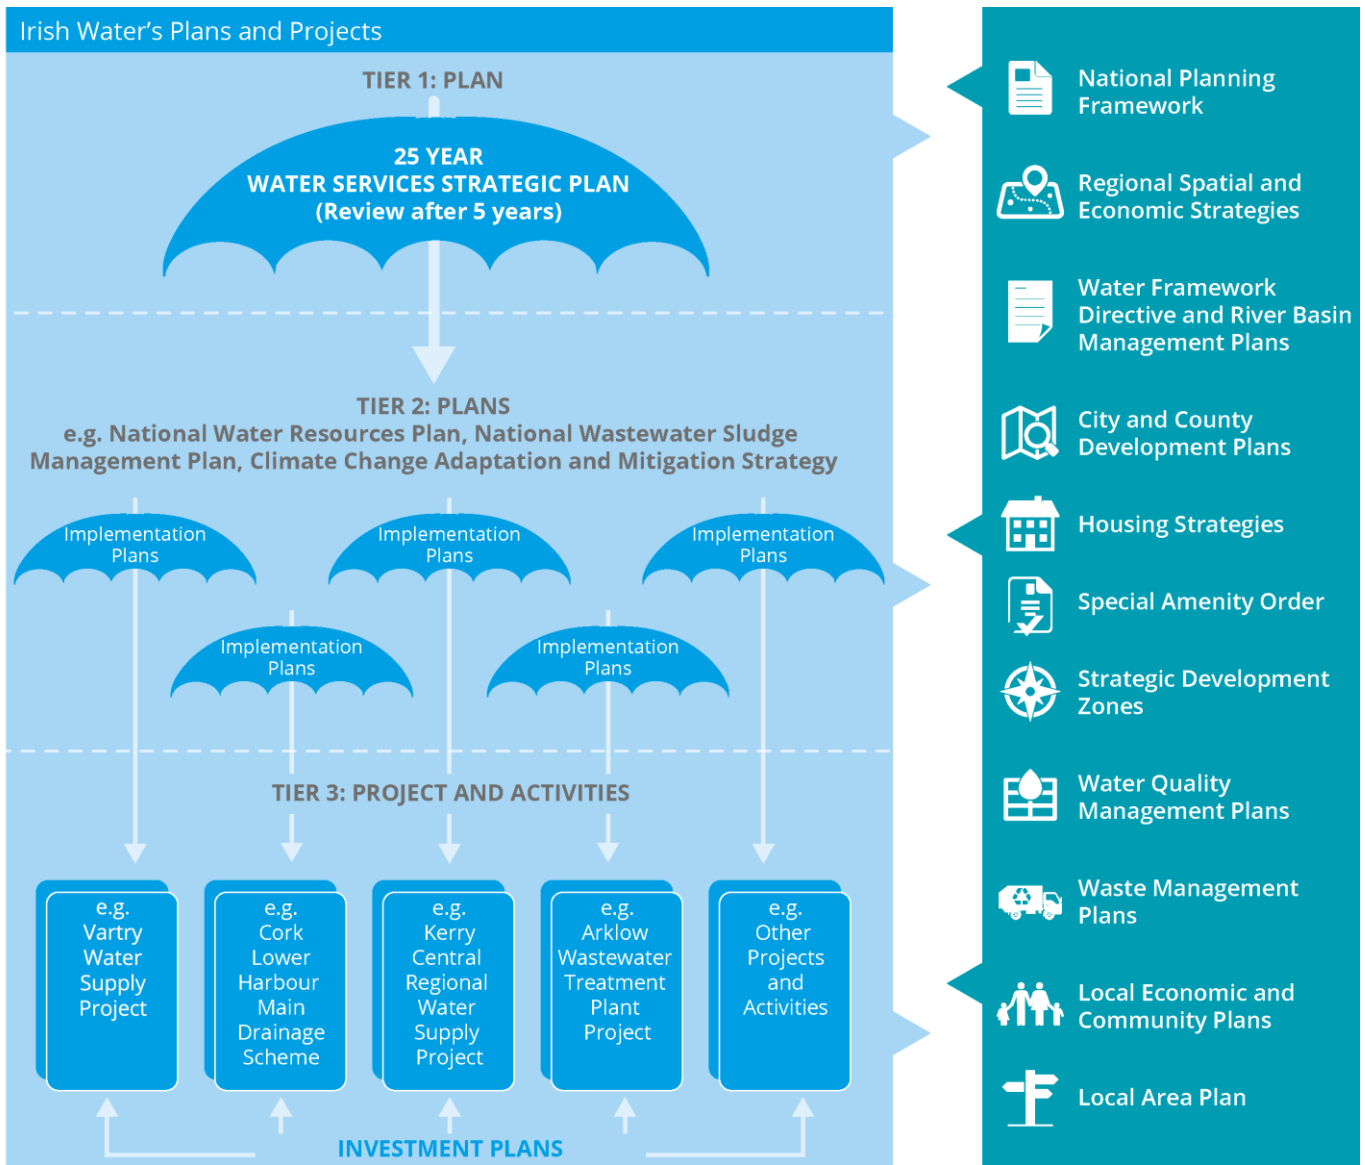 Irish Water’s Plans and Projects
TIER 1: PLAN
25 YEAR
WATER SERVICES STRATEGIC PLAN
(Review after 5 years)
TIER 2: PLANS
e.g. National Water Resources Plan, National Wastewater Sludge
Management Plan, Climate Change Adaptation and Mitigation Strategy
Implementation
Plans
Implementation
Plans
Implementation
Plans
Implementation
Plans
Implementation
Plans
TIER 3: PROJECT AND ACTIVITIES
e.g.
Vartry
Water
Supply
Project
e.g.
Cork
Lower
Harbour
Main
Drainage
Scheme
e.g.
Kerry
Central
Regional
Water
Supply
Project
e.g.
Arklow
Wastewater
Treatment
Plant
Project
e.g.
Other
Projects
and
Activities
INVESTMENT PLANS
National Planning
Framework
Regional Spatial and
Economic Strategies
Water Framework
Directive and River Basin
Management Plans
City and County
Development Plans
Housing Strategies
Special Amenity Order
Strategic Development
Zones
Water Quality
Management Plans
Waste Management
Plans
Local Economic and
Community Plans
Local Area Plan